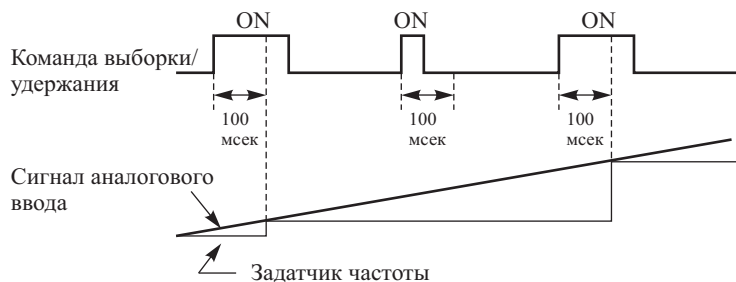 ON ON ON
Команда выборки/
удержания
100 100 100
мсек мсек мсек
Сигнал аналогового
ввода
Задатчик частоты